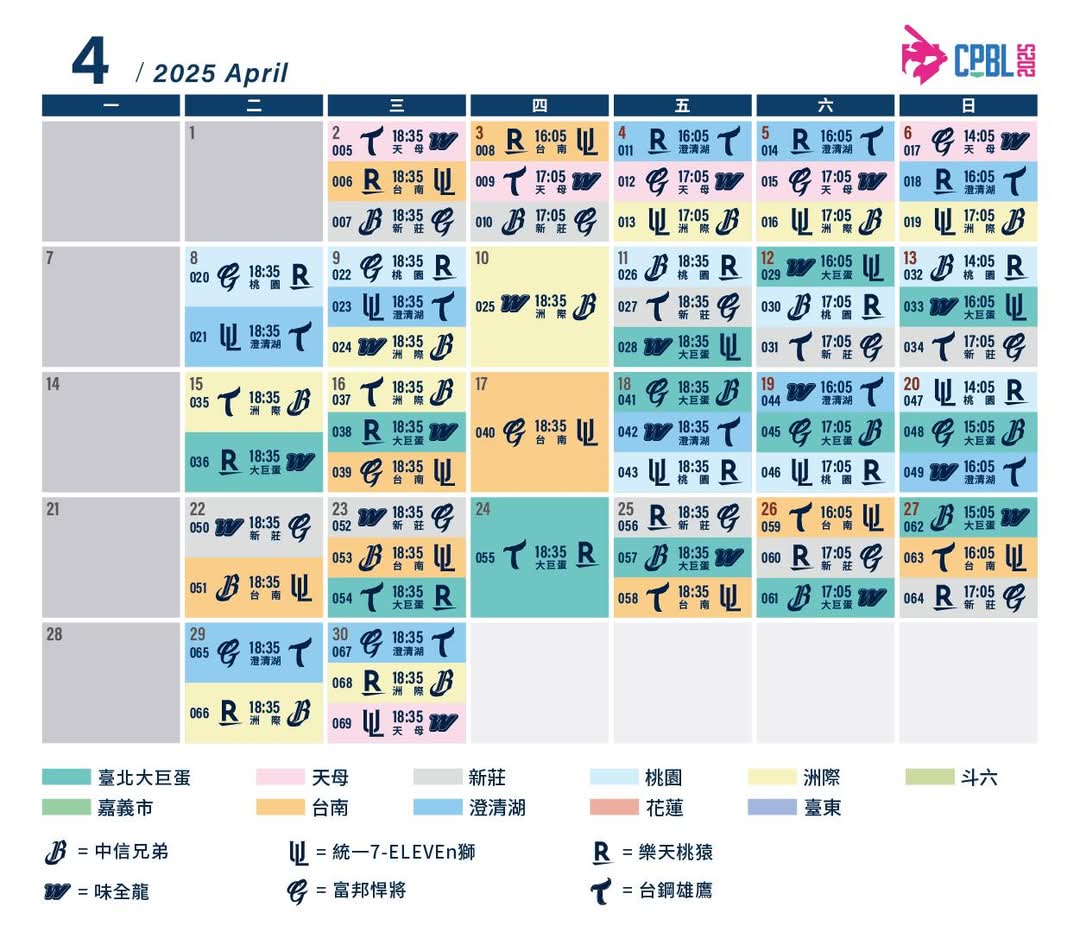 4 / 2025 April
CPBL 2025
一 二 三 四 五 六 日
1
2
005 T 18:35 天母 W
006 R 18:35 台南 UL
007 B 18:35 新莊 G
3
008 R 16:05 台南 UL
009 T 17:05 天母 W
010 B 17:05 新莊 G
4
011 R 16:05 澄清湖 T
012 G 17:05 天母 W
013 UL 17:05 洲際 B
5
014 R 16:05 澄清湖 T
015 G 17:05 天母 W
016 UL 17:05 洲際 B
6
017 G 14:05 天母 W
018 R 16:05 澄清湖 T
019 UL 17:05 洲際 B
7
8
020 G 18:35 桃園 R
021 UL 18:35 澄清湖 T
9
022 G 18:35 桃園 R
023 UL 18:35 澄清湖 T
024 W 18:35 洲際 B
10
025 W 18:35 洲際 B
11
026 B 18:35 桃園 R
027 T 18:35 新莊 G
028 W 18:35 大巨蛋 UL
12
029 W 16:05 大巨蛋 UL
030 B 17:05 桃園 R
031 T 17:05 新莊 G
13
032 B 14:05 桃園 R
033 W 16:05 大巨蛋 UL
034 T 17:05 新莊 G
14
15
035 T 18:35 洲際 B
036 R 18:35 大巨蛋 W
16
037 T 18:35 洲際 B
038 R 18:35 大巨蛋 W
039 G 18:35 台南 UL
17
040 G 18:35 台南 UL
18
041 G 18:35 大巨蛋 B
042 W 18:35 澄清湖 T
043 UL 18:35 桃園 R
19
044 W 16:05 澄清湖 T
045 G 17:05 大巨蛋 B
046 UL 17:05 桃園 R
20
047 UL 14:05 桃園 R
048 G 15:05 大巨蛋 B
049 W 16:05 澄清湖 T
21
22
050 W 18:35 新莊 G
051 B 18:35 台南 UL
23
052 W 18:35 新莊 G
053 B 18:35 台南 UL
054 T 18:35 大巨蛋 R
24
055 T 18:35 大巨蛋 R
25
056 R 18:35 新莊 G
057 B 18:35 大巨蛋 W
058 T 18:35 台南 UL
26
059 T 16:05 台南 UL
060 R 17:05 新莊 G
061 B 17:05 大巨蛋 W
27
062 B 15:05 大巨蛋 W
063 T 16:05 台南 UL
064 R 17:05 新莊 G
28
29
065 G 18:35 澄清湖 T
066 R 18:35 洲際 B
30
067 G 18:35 澄清湖 T
068 R 18:35 洲際 B
069 UL 18:35 天母 W
臺北大巨蛋 天母 新莊 桃園 洲際 斗六
嘉義市 台南 澄清湖 花蓮 臺東
B = 中信兄弟 UL = 統一7-ELEVEn獅 R = 樂天桃猿
W = 味全龍 G = 富邦悍將 T = 台鋼雄鷹